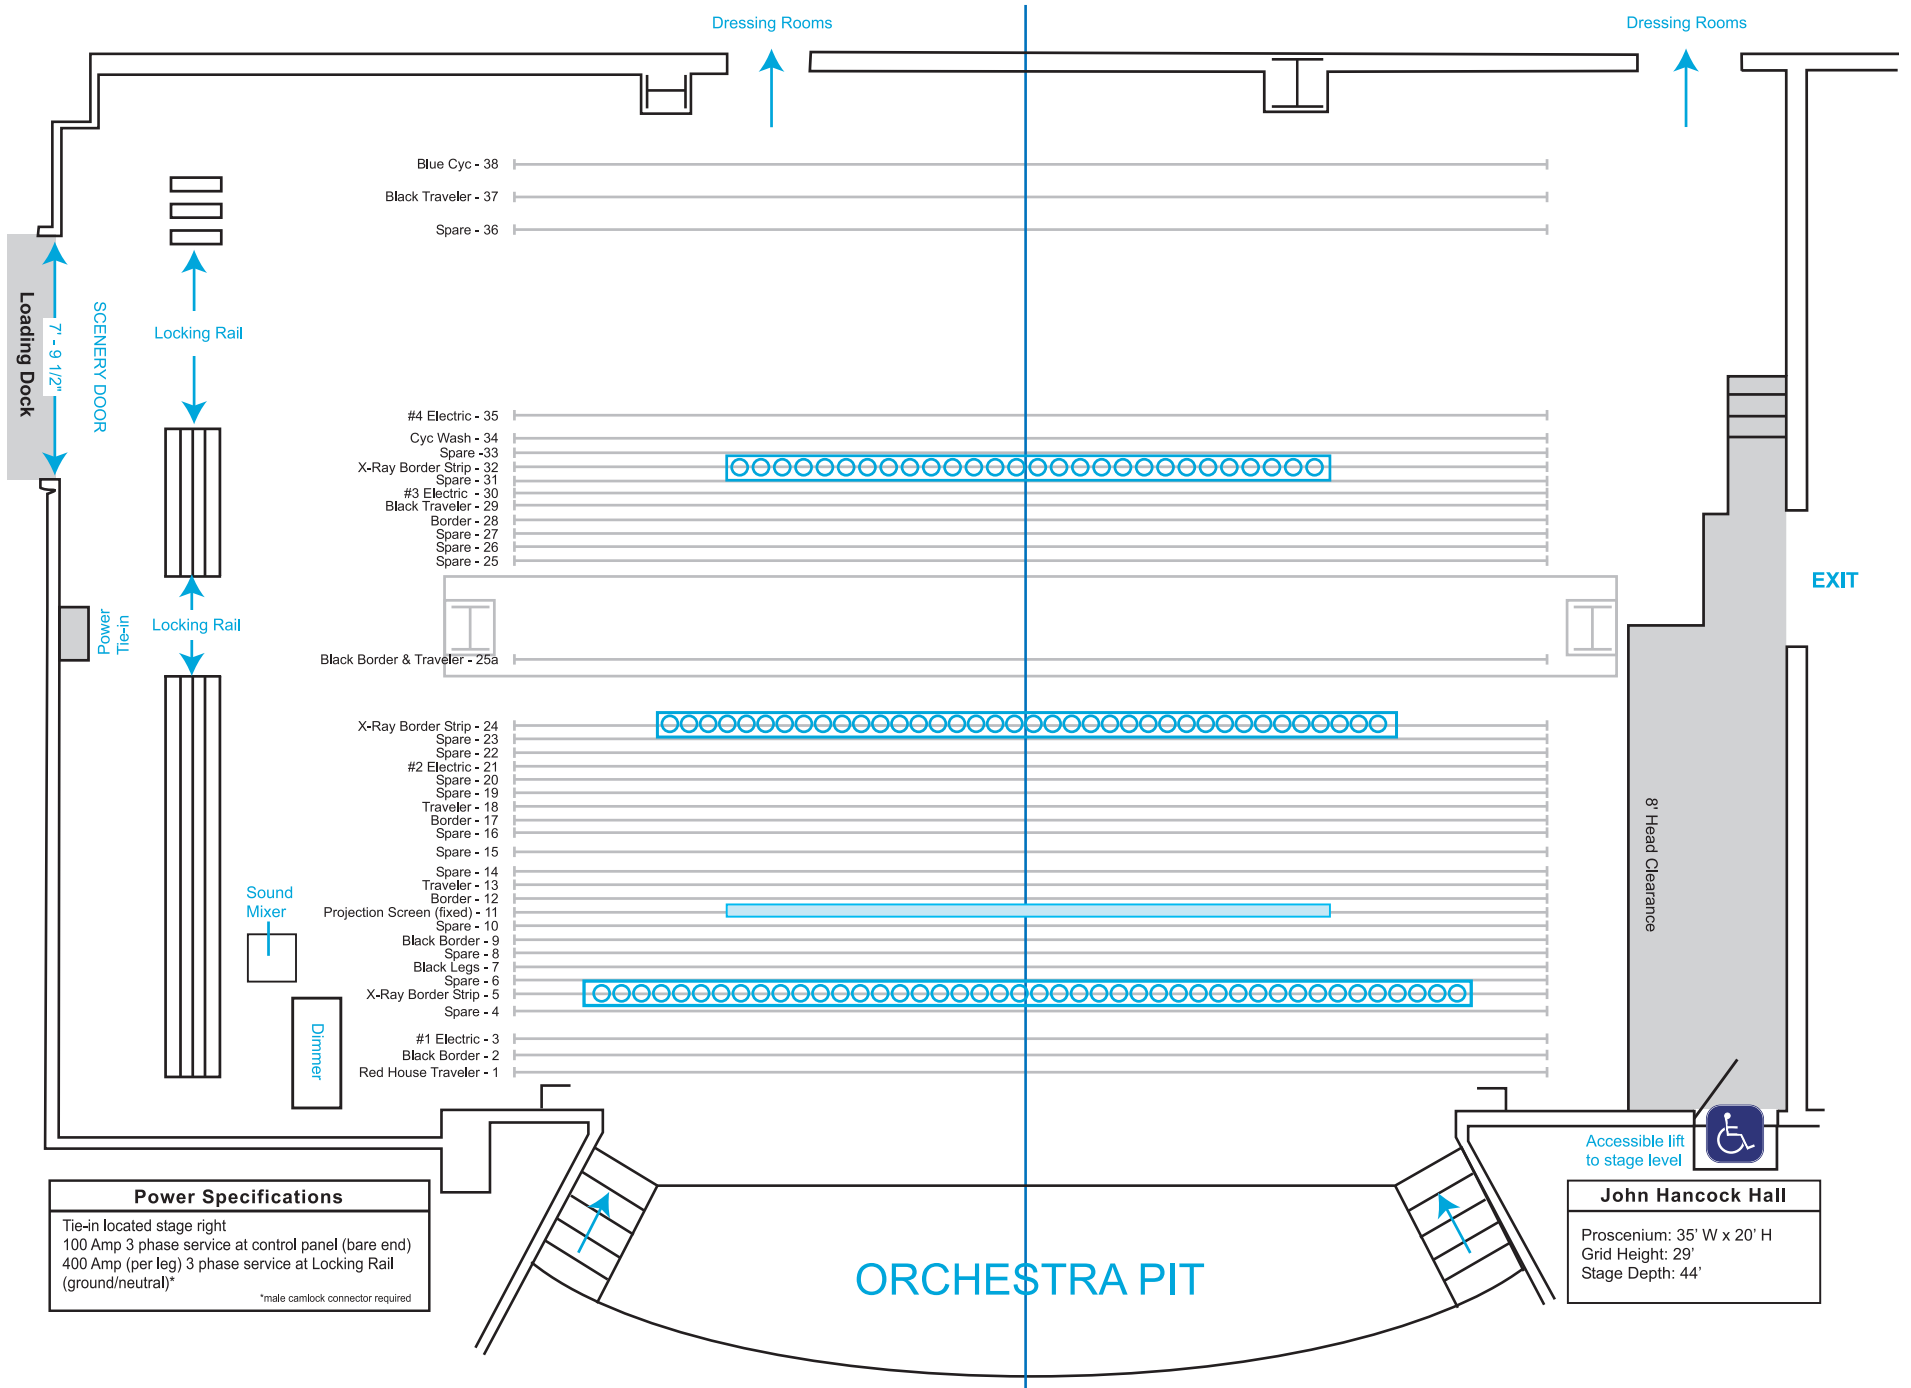 Dressing Rooms
Dressing Rooms
Blue Cyc - 38
Black Traveler - 37
Spare - 36
Loading Dock
7' - 9 1/2"
SCENERY DOOR
Locking Rail
#4 Electric - 35
Cyc Wash - 34
Spare -33
X-Ray Border Strip - 32
Spare - 31
#3 Electric - 30
Black Traveler - 29
Border - 28
Spare - 27
Spare - 26
Spare - 25
EXIT
Power
Tie-in
Locking Rail
Black Border & Traveler - 25a
X-Ray Border Strip - 24
Spare - 23
Spare - 22
#2 Electric - 21
Spare - 20
Spare - 19
Traveler - 18
Border - 17
Spare - 16
Spare - 15
Spare - 14
Traveler - 13
Border - 12
Projection Screen (fixed) - 11
Spare - 10
Black Border - 9
Spare - 8
Black Legs - 7
Spare - 6
X-Ray Border Strip - 5
Spare - 4
#1 Electric - 3
Black Border - 2
Red House Traveler - 1
8' Head Clearance
Sound
Mixer
Dimmer
Accessible lift
to stage level
Power Specifications
Tie-in located stage right
100 Amp 3 phase service at control panel (bare end)
400 Amp (per leg) 3 phase service at Locking Rail
(ground/neutral)*
*male camlock connector required
ORCHESTRA PIT
John Hancock Hall
Proscenium: 35’ W x 20’ H
Grid Height: 29’
Stage Depth: 44’